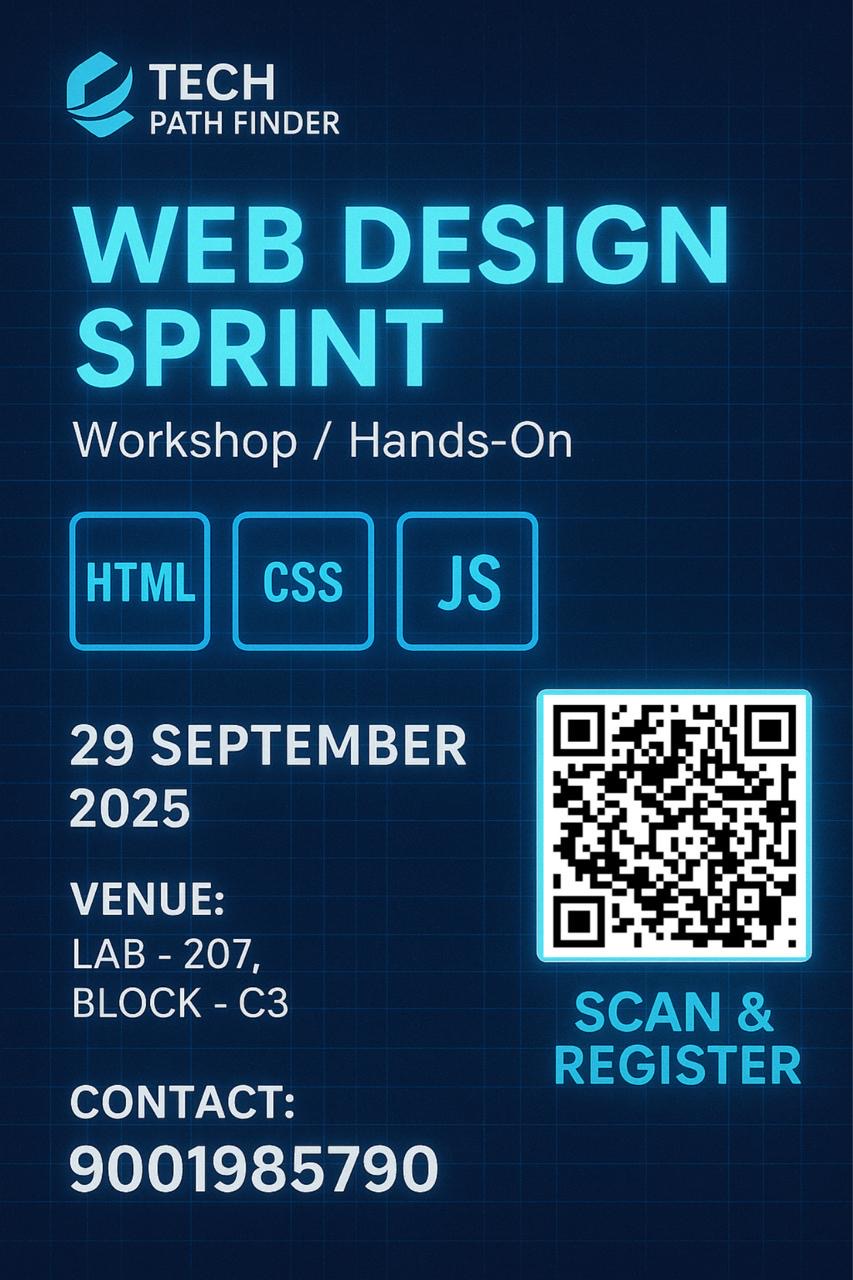 TECH
PATH FINDER
WEB DESIGN
SPRINT
Workshop / Hands-On
HTML CSS JS
29 SEPTEMBER
2025
VENUE:
LAB - 207,
BLOCK - C3
SCAN &
REGISTER
CONTACT:
9001985790